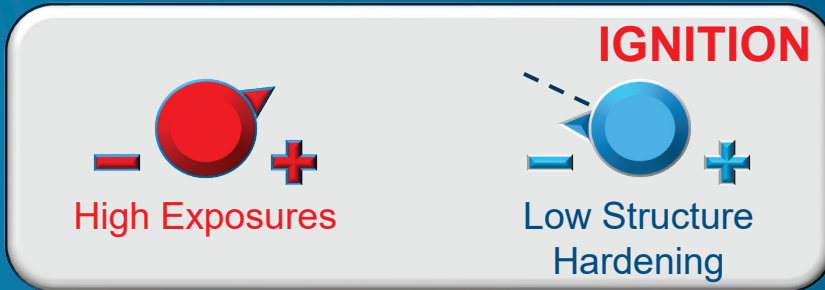 IGNITION
High Exposures
Low Structure
Hardening